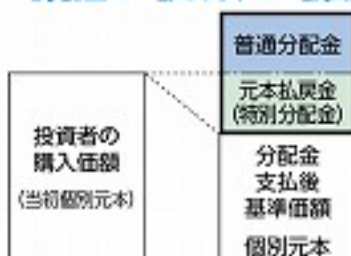 普通分配金
元本払戻金
(特別分配金)
投資者の
購入価額
(当初個別元本)
分配金
支払後
基準価額
個別元本